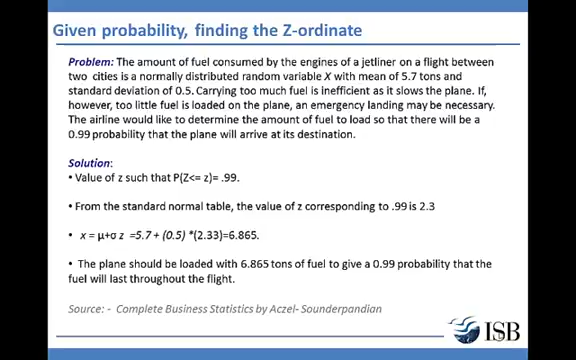 Given probability, finding the Z-ordinate
Problem: The amount of fuel consumed by the engines of a jetliner on a flight between
two cities is a normally distributed random variable X with mean of 5.7 tons and
standard deviation of 0.5. Carrying too much fuel is inefficient as it slows the plane. If,
however, too little fuel is loaded on the plane, an emergency landing may be necessary.
The airline would like to determine the amount of fuel to load so that there will be a
0.99 probability that the plane will arrive at its destination.
Solution:
• Value of z such that P(Z<= z)= .99.
• From the standard normal table, the value of z corresponding to .99 is 2.3
• x = μ+σ z =5.7 + (0.5) *(2.33)=6.865.
• The plane should be loaded with 6.865 tons of fuel to give a 0.99 probability that the
fuel will last throughout the flight.
Source: - Complete Business Statistics by Aczel- Sounderpandian
ISB